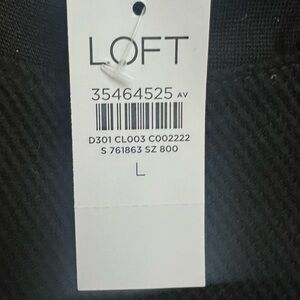 LOFT
35464525 AV
D301 CL003 C002222
S 761863 SZ 800
L